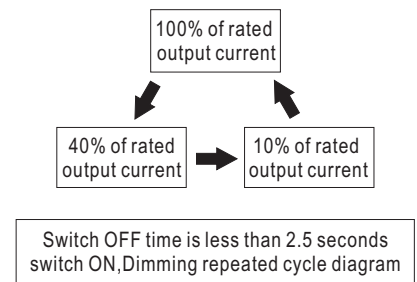 100% of rated
output current
40% of rated
output current
10% of rated
output current
Switch OFF time is less than 2.5 seconds
switch ON,Dimming repeated cycle diagram